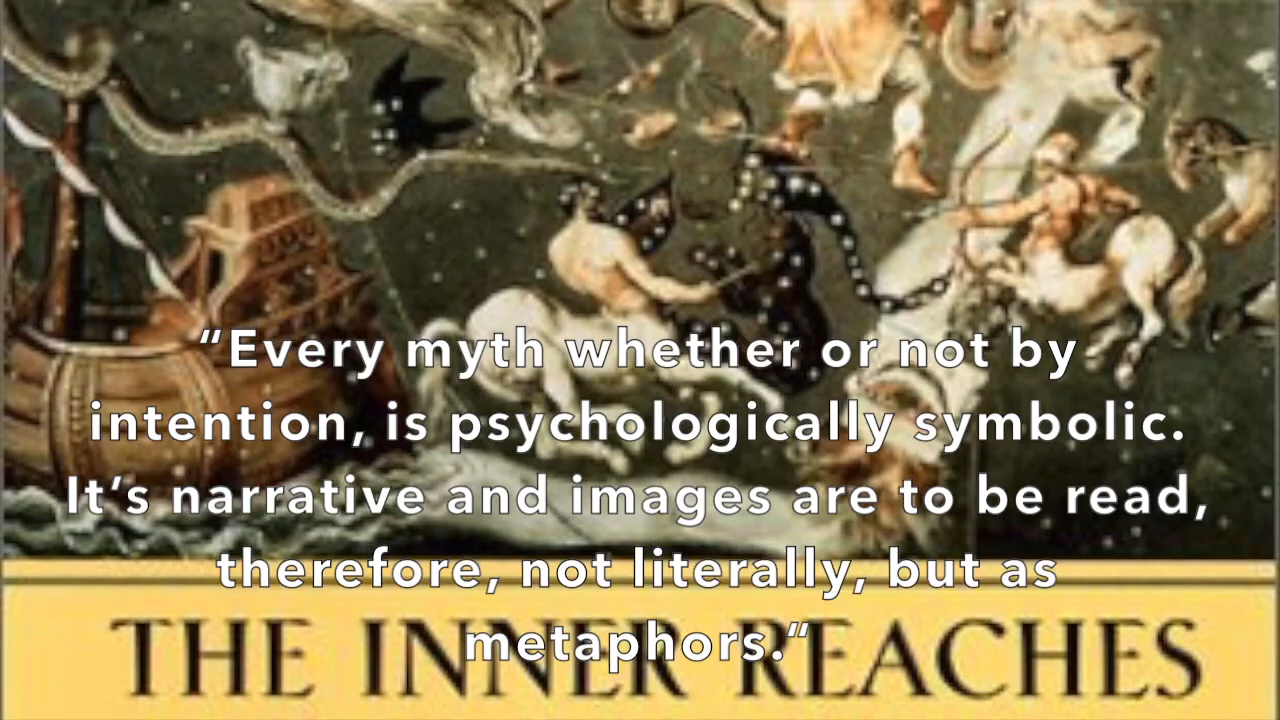 “Every myth whether or not by
intention, is psychologically symbolic.
It‘s narrative and images are to be read,
therefore, not literally, but as
metaphors.“
THE INNER REACHES